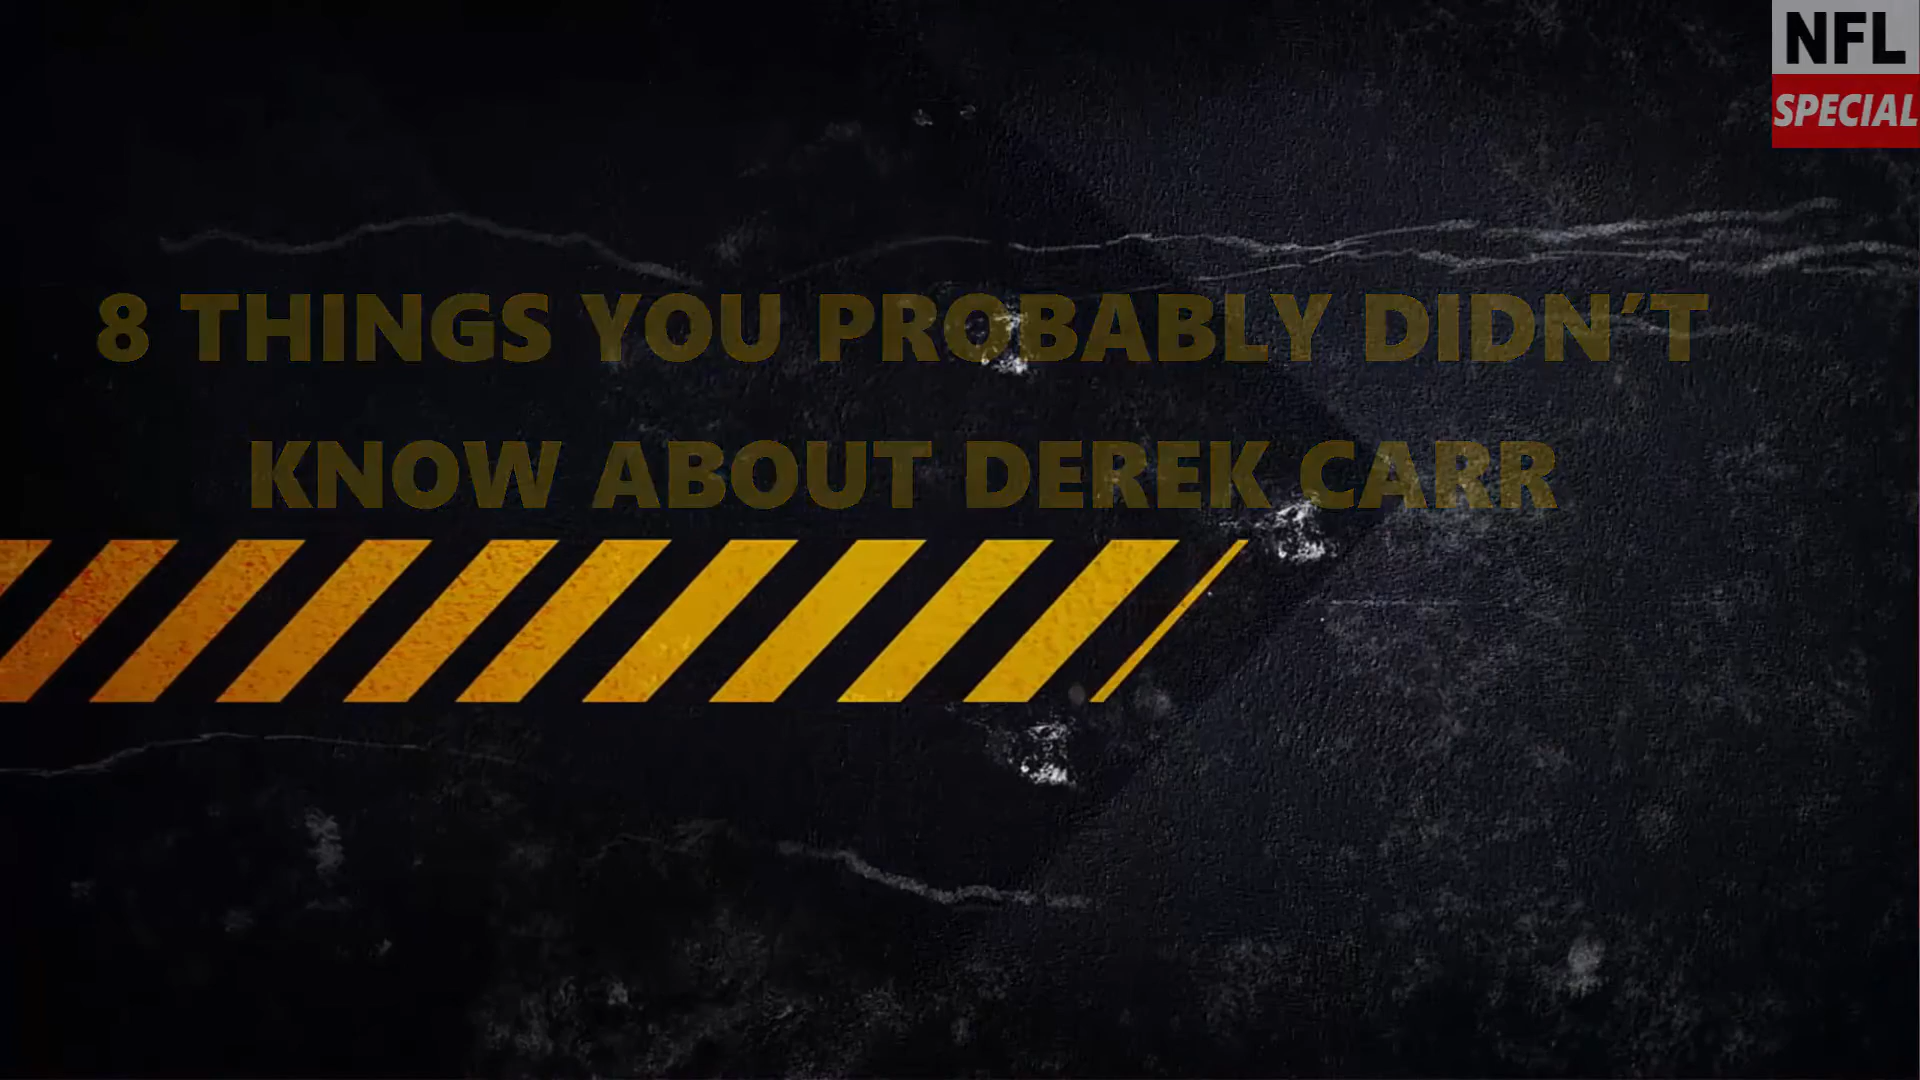 NFL
SPECIAL
8 THINGS YOU PROBABLY DIDN’T
KNOW ABOUT DEREK CARR